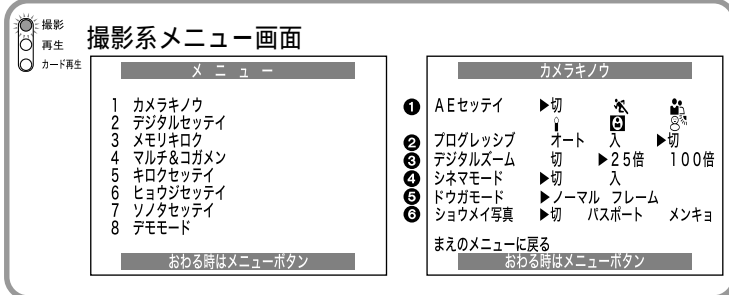 撮影
再生
カード再生
撮影系メニュー画面
メニュー
1 カメラキノウ
2 デジタルセッテイ
3 メモリキロク
4 マルチ&コガメン
5 キロクセッテイ
6 ヒョウジセッテイ
7 ソノタセッテイ
8 デモモード
おわる時はメニューボタン
カメラキノウ
❶ AEセッテイ ▶切
❷ プログレッシブ オート 入 ▶切
❸ デジタルズーム 切 ▶25倍 100倍
❹ シネマモード ▶切 入
❺ ドウガモード ▶ノーマル フレーム
❻ ショウメイ写真 ▶切 パスポート メンキョ
まえのメニューに戻る
おわる時はメニューボタン